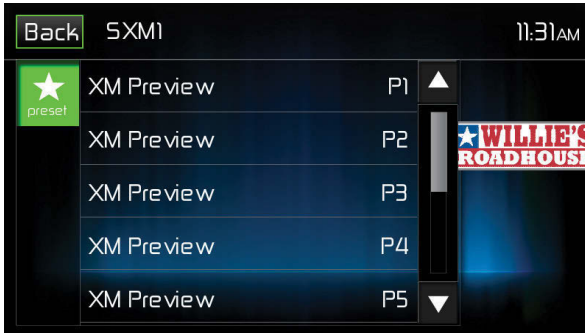 Back SXM1 11:31AM
preset
XM Preview P1
XM Preview P2
XM Preview P3
XM Preview P4
XM Preview P5
WILLIE'S
ROADHOUS